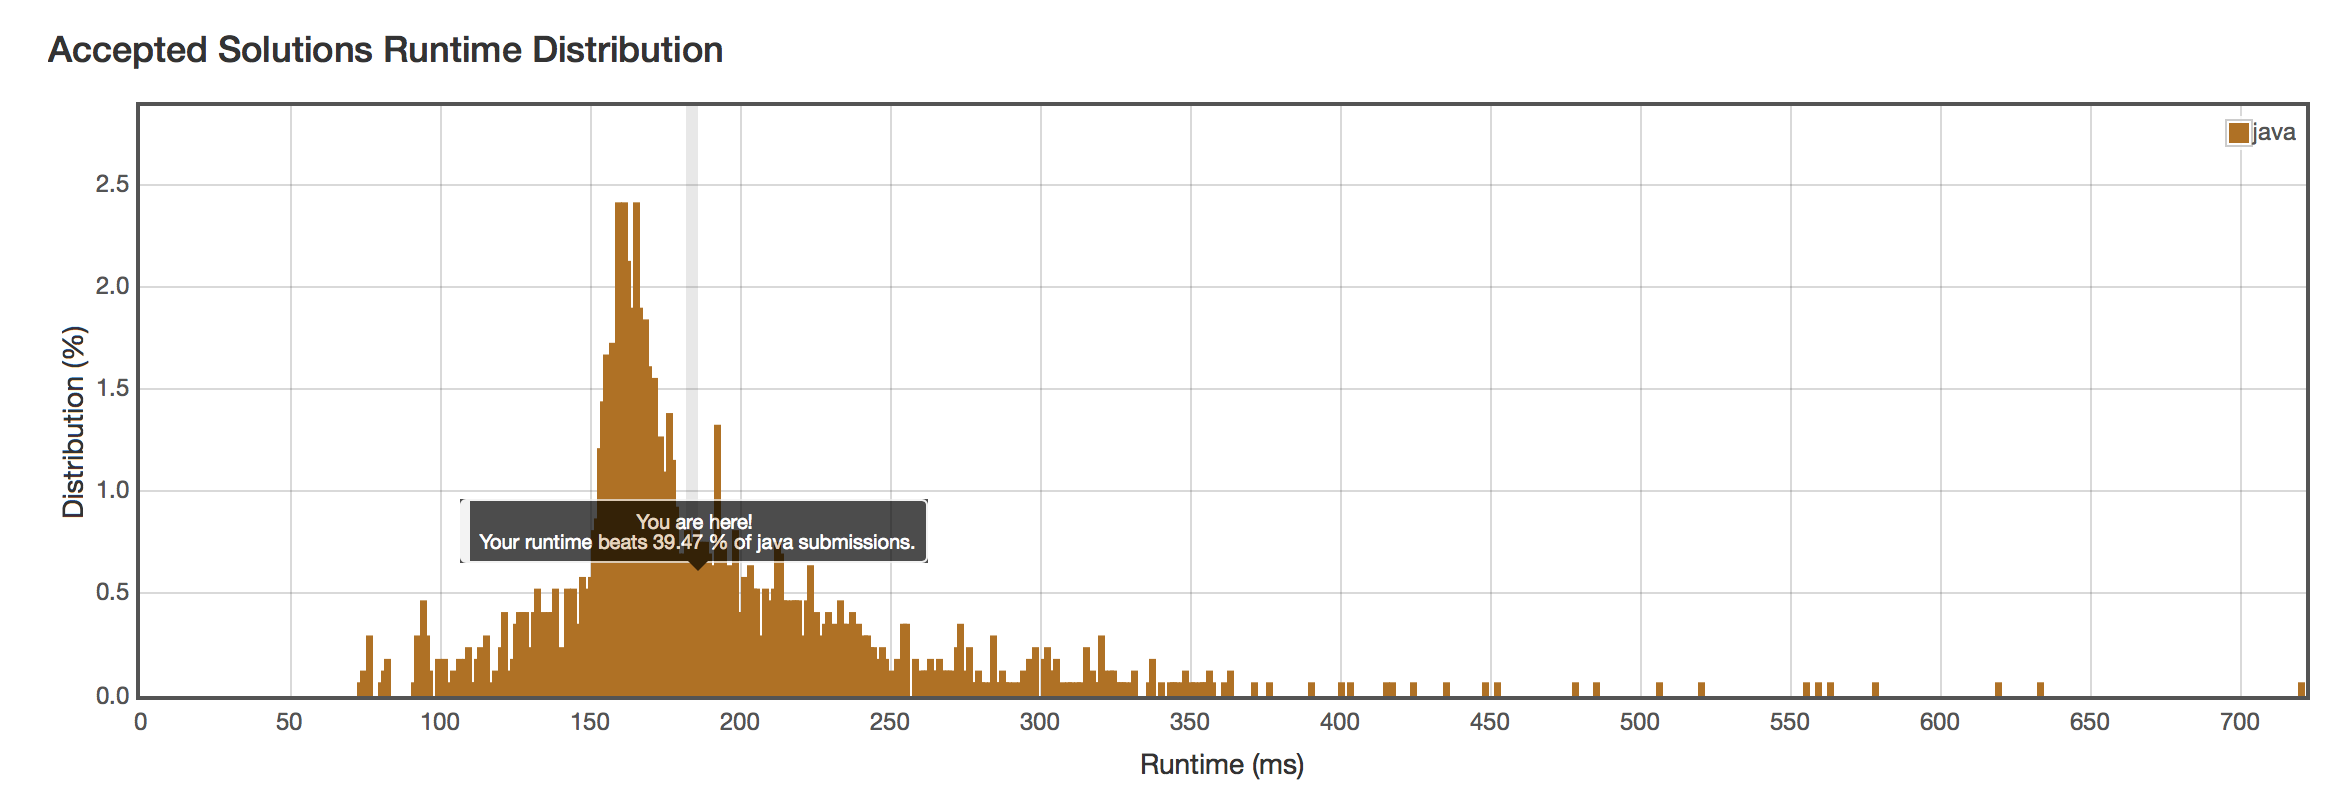 Accepted Solutions Runtime Distribution
java
2.5
2.0
1.5
1.0
0.5
0.0
Distribution (%)
You are here!
Your runtime beats 39.47 % of java submissions.
0 50 100 150 200 250 300 350 400 450 500 550 600 650 700
Runtime (ms)